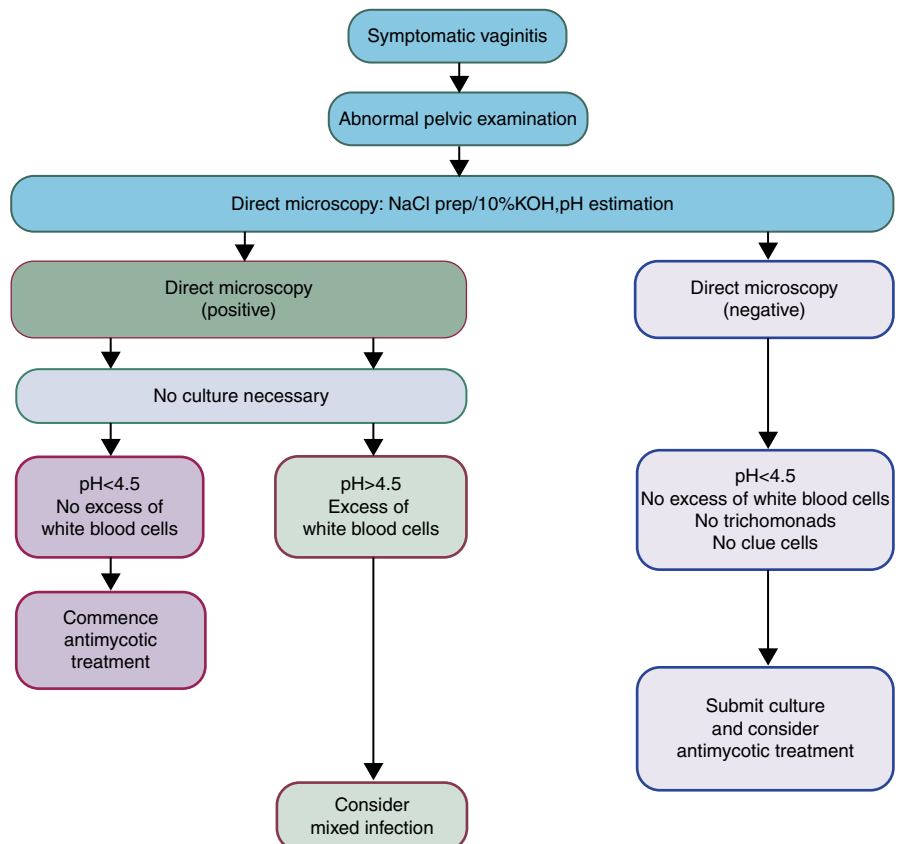 Symptomatic vaginitis
Abnormal pelvic examination
Direct microscopy: NaCl prep/10%KOH,pH estimation
Direct microscopy
(positive)
Direct microscopy
(negative)
No culture necessary
pH<4.5
No excess of
white blood cells
pH>4.5
Excess of
white blood cells
pH<4.5
No excess of white blood cells
No trichomonads
No clue cells
Commence
antimycotic
treatment
Submit culture
and consider
antimycotic treatment
Consider
mixed infection